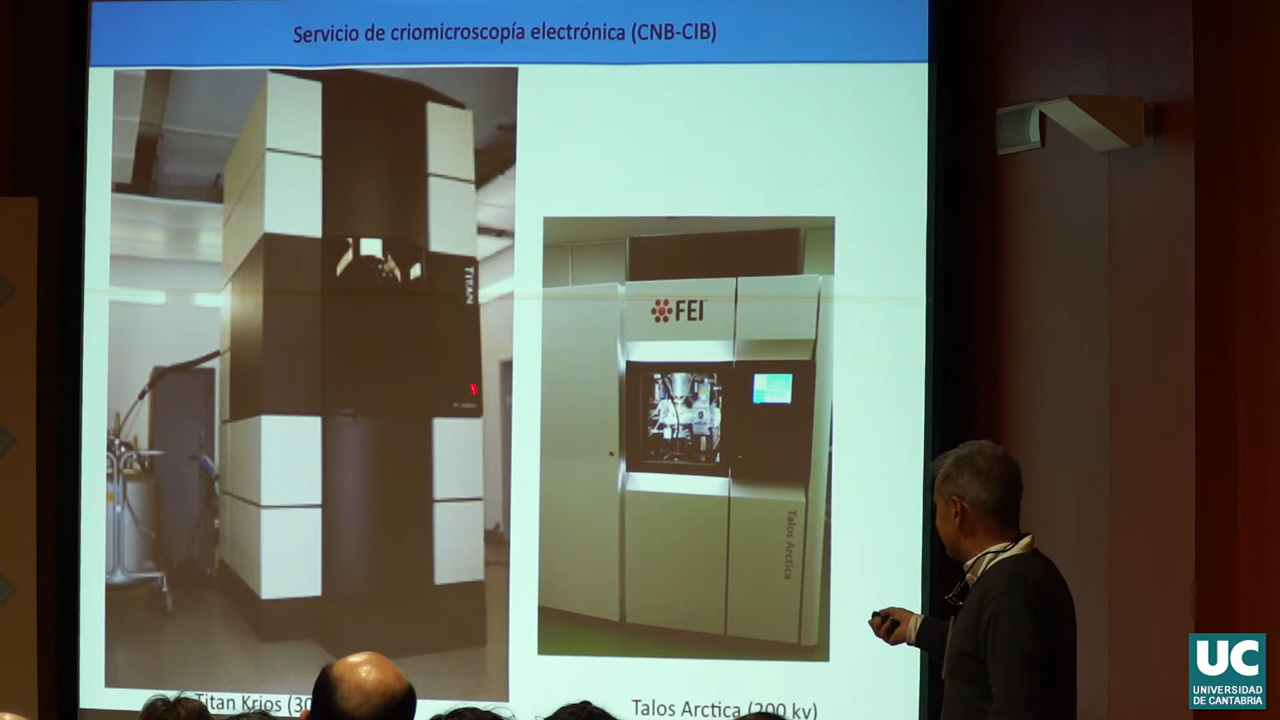 Servicio de criomicroscopía electrónica (CNB-CIB)
TITAN
FEI
Talos Arctica
Titan Krios (30
Talos Arctica (200 kv)
UC
UNIVERSIDAD
DE CANTABRIA